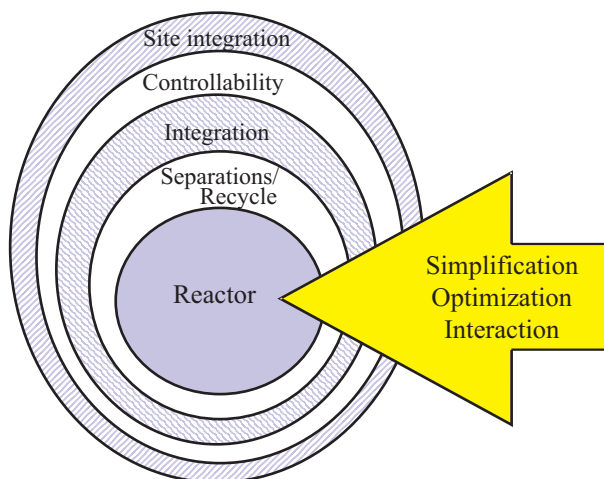 Site integration
Controllability
Integration
Separations/
Recycle
Reactor
Simplification
Optimization
Interaction